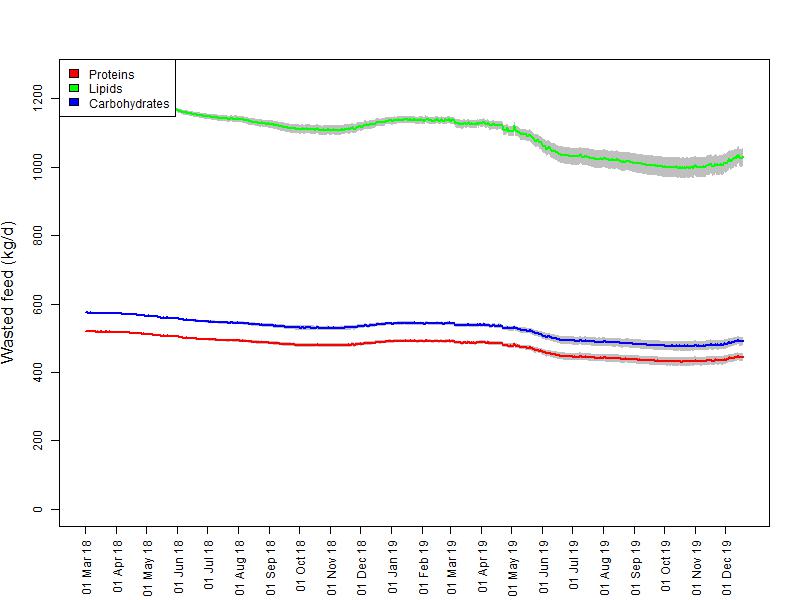 Proteins
Lipids
Carbohydrates
Wasted feed (kg/d)
1200
1000
800
600
400
200
0
01 Mar 18
01 Apr 18
01 May 18
01 Jun 18
01 Jul 18
01 Aug 18
01 Sep 18
01 Oct 18
01 Nov 18
01 Dec 18
01 Jan 19
01 Feb 19
01 Mar 19
01 Apr 19
01 May 19
01 Jun 19
01 Jul 19
01 Aug 19
01 Sep 19
01 Oct 19
01 Nov 19
01 Dec 19